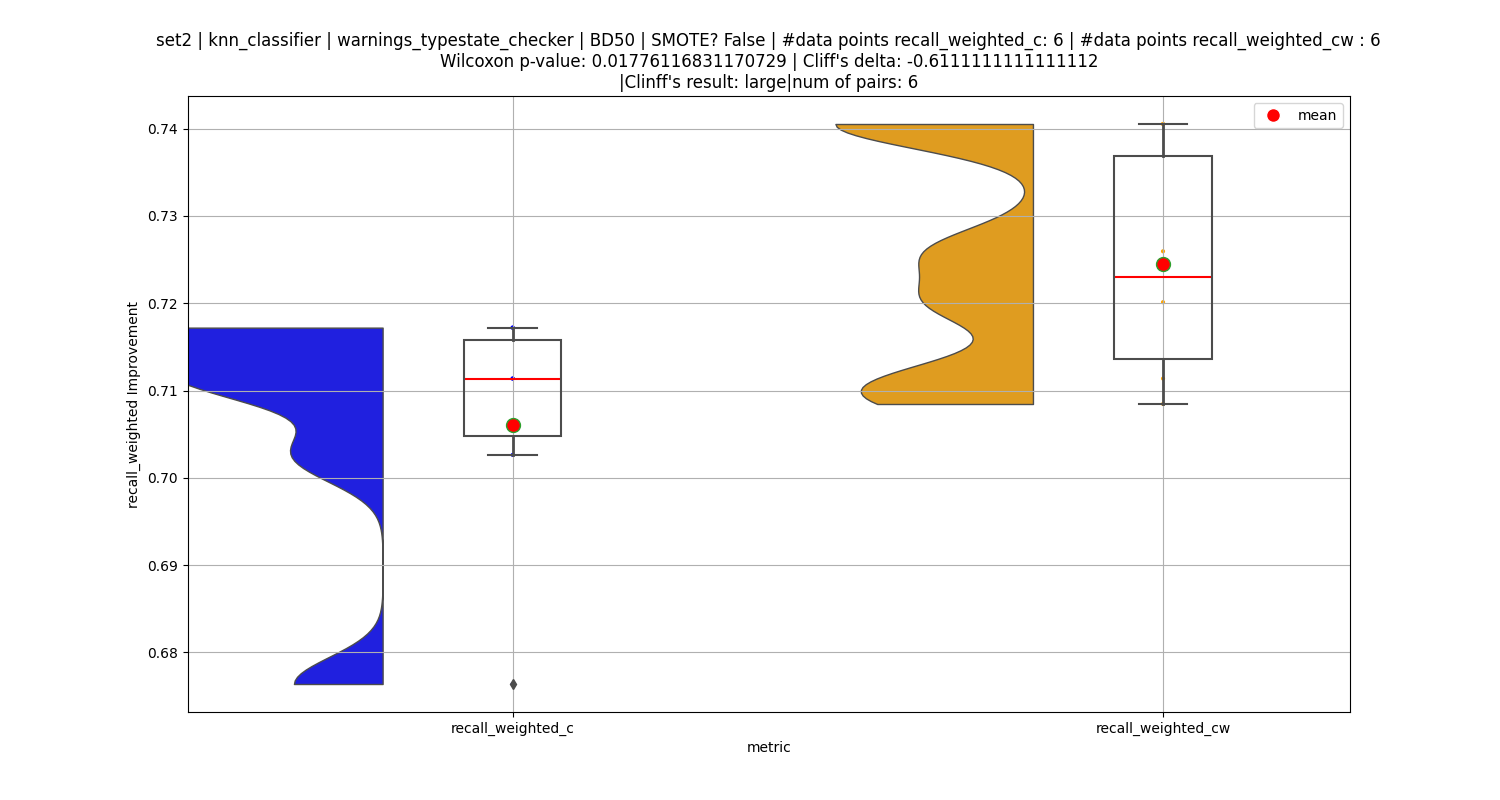 set2 | knn_classifier | warnings_typestate_checker | BD50 | SMOTE? False | #data points recall_weighted_c: 6 | #data points recall_weighted_cw : 6
Wilcoxon p-value: 0.01776116831170729 | Cliff's delta: -0.6111111111111112
|Clinff's result: large|num of pairs: 6
mean
0.74
0.73
0.72
0.71
0.70
0.69
0.68
recall_weighted Improvement
recall_weighted_c
recall_weighted_cw
metric